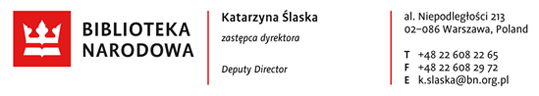 BIBLIOTEKA
NARODOWA
Katarzyna Ślaska
zastępca dyrektora
Deputy Director
al. Niepodległości 213
02–086 Warszawa, Poland
T +48 22 608 22 65
F +48 22 608 29 72
E k.slaska@bn.org.pl